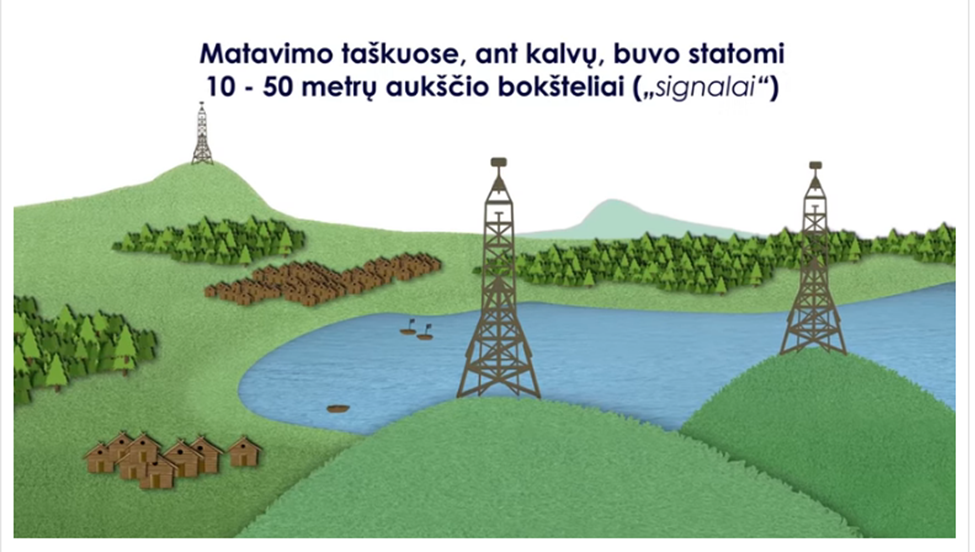 Matavimo taškuose, ant kalvų, buvo statomi
10 - 50 metrų aukščio bokšteliai („signalai“)